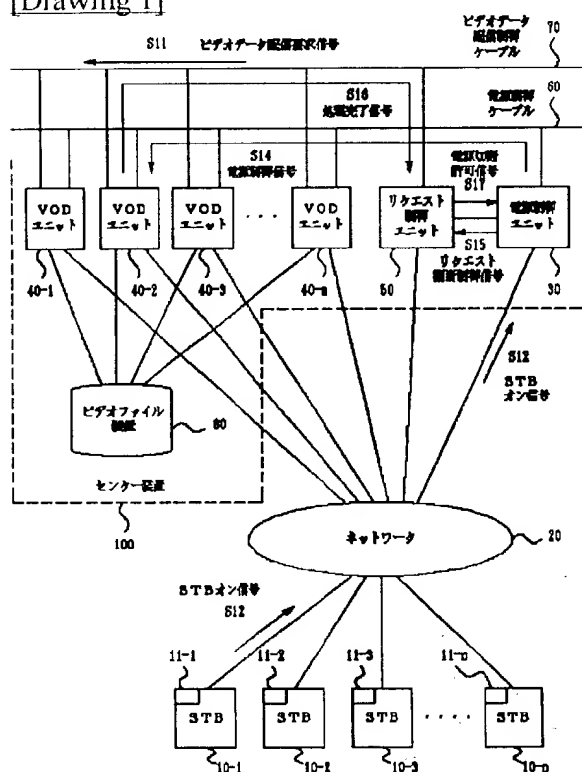 [Drawing 1]
S11
ビデオデータ配信要求信号
ビデオデータ
配信制御
ケーブル
70
S16
処理完了信号
60
電源制御
ケーブル
S14
電源制御信号
電源切断
許可信号
S17
VOD
ユニット
VOD
ユニット
VOD
ユニット
・・・
VOD
ユニット
リクエスト
制御
ユニット
電源制御
ユニット
S15
リクエスト
制御信号
40-1
40-2
40-3
40-n
50
30
S12
STB
オン信号
ビデオファイル
装置
80
センター装置
100
ネットワーク
20
STBオン信号
S12
11-1
11-2
11-3
11-n
STB
STB
STB
・・・・
STB
10-1
10-2
10-3
10-n